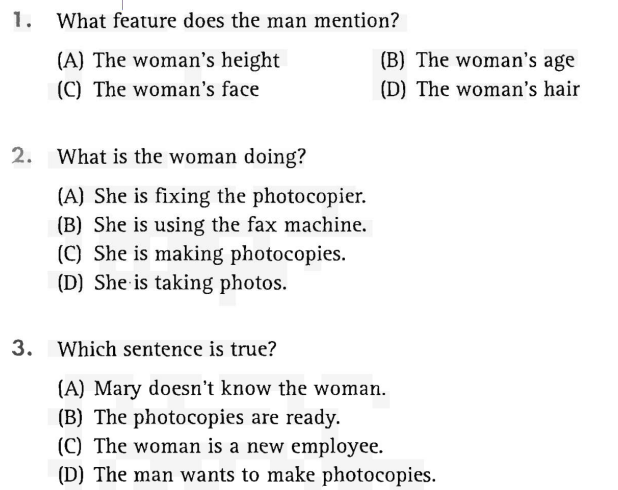 1. What feature does the man mention?
(A) The woman's height (B) The woman's age
(C) The woman's face (D) The woman's hair
2. What is the woman doing?
(A) She is fixing the photocopier.
(B) She is using the fax machine.
(C) She is making photocopies.
(D) She is taking photos.
3. Which sentence is true?
(A) Mary doesn't know the woman.
(B) The photocopies are ready.
(C) The woman is a new employee.
(D) The man wants to make photocopies.